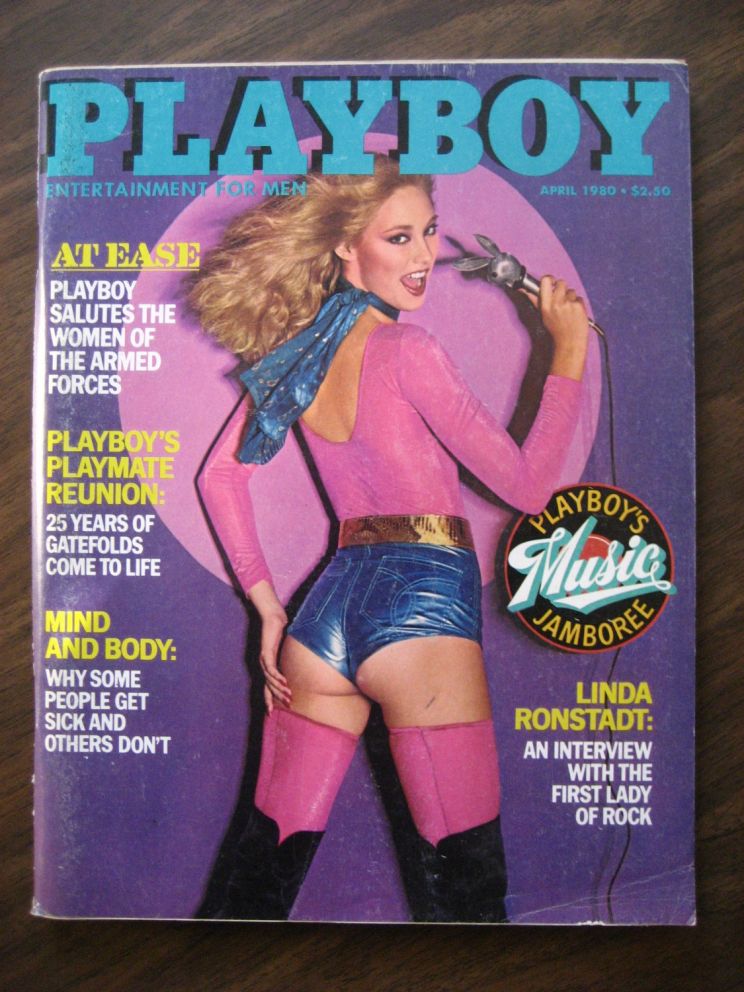 PLAYBOY
ENTERTAINMENT FOR MEN
APRIL 1980 • $2.50
AT EASE
PLAYBOY
SALUTES THE
WOMEN OF
THE ARMED
FORCES
PLAYBOY'S
PLAYMATE
REUNION:
25 YEARS OF
GATEFOLDS
COME TO LIFE
MIND
AND BODY:
WHY SOME
PEOPLE GET
SICK AND
OTHERS DON'T
PLAYBOY'S
Music
JAMBOREE
LINDA
RONSTADT:
AN INTERVIEW
WITH THE
FIRST LADY
OF ROCK